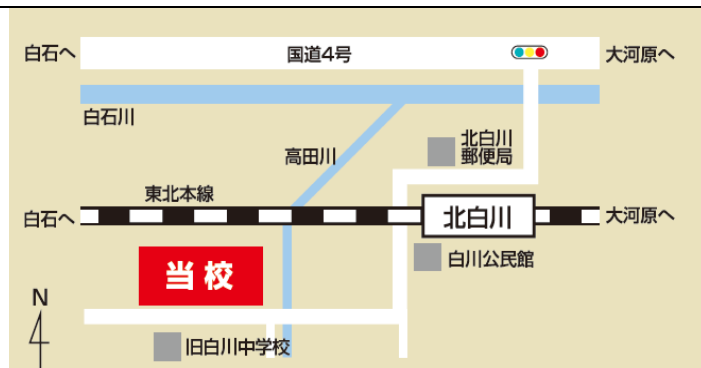 白石へ
国道4号
大河原へ
白石川
高田川
北白川
郵便局
東北本線
白石へ
北白川
大河原へ
当校
白川公民館
N
旧白川中学校